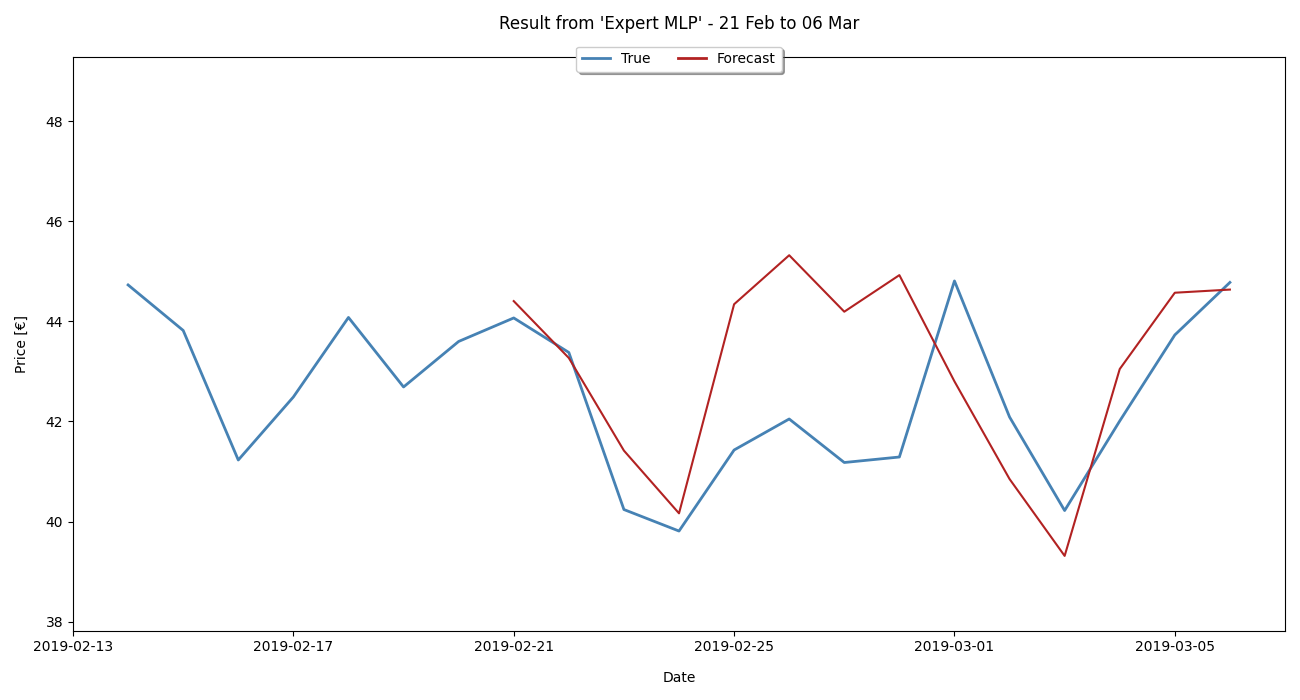 Result from 'Expert MLP' - 21 Feb to 06 Mar
True Forecast
48
46
44
42
40
38
Price [€]
2019-02-13 2019-02-17 2019-02-21 2019-02-25 2019-03-01 2019-03-05
Date